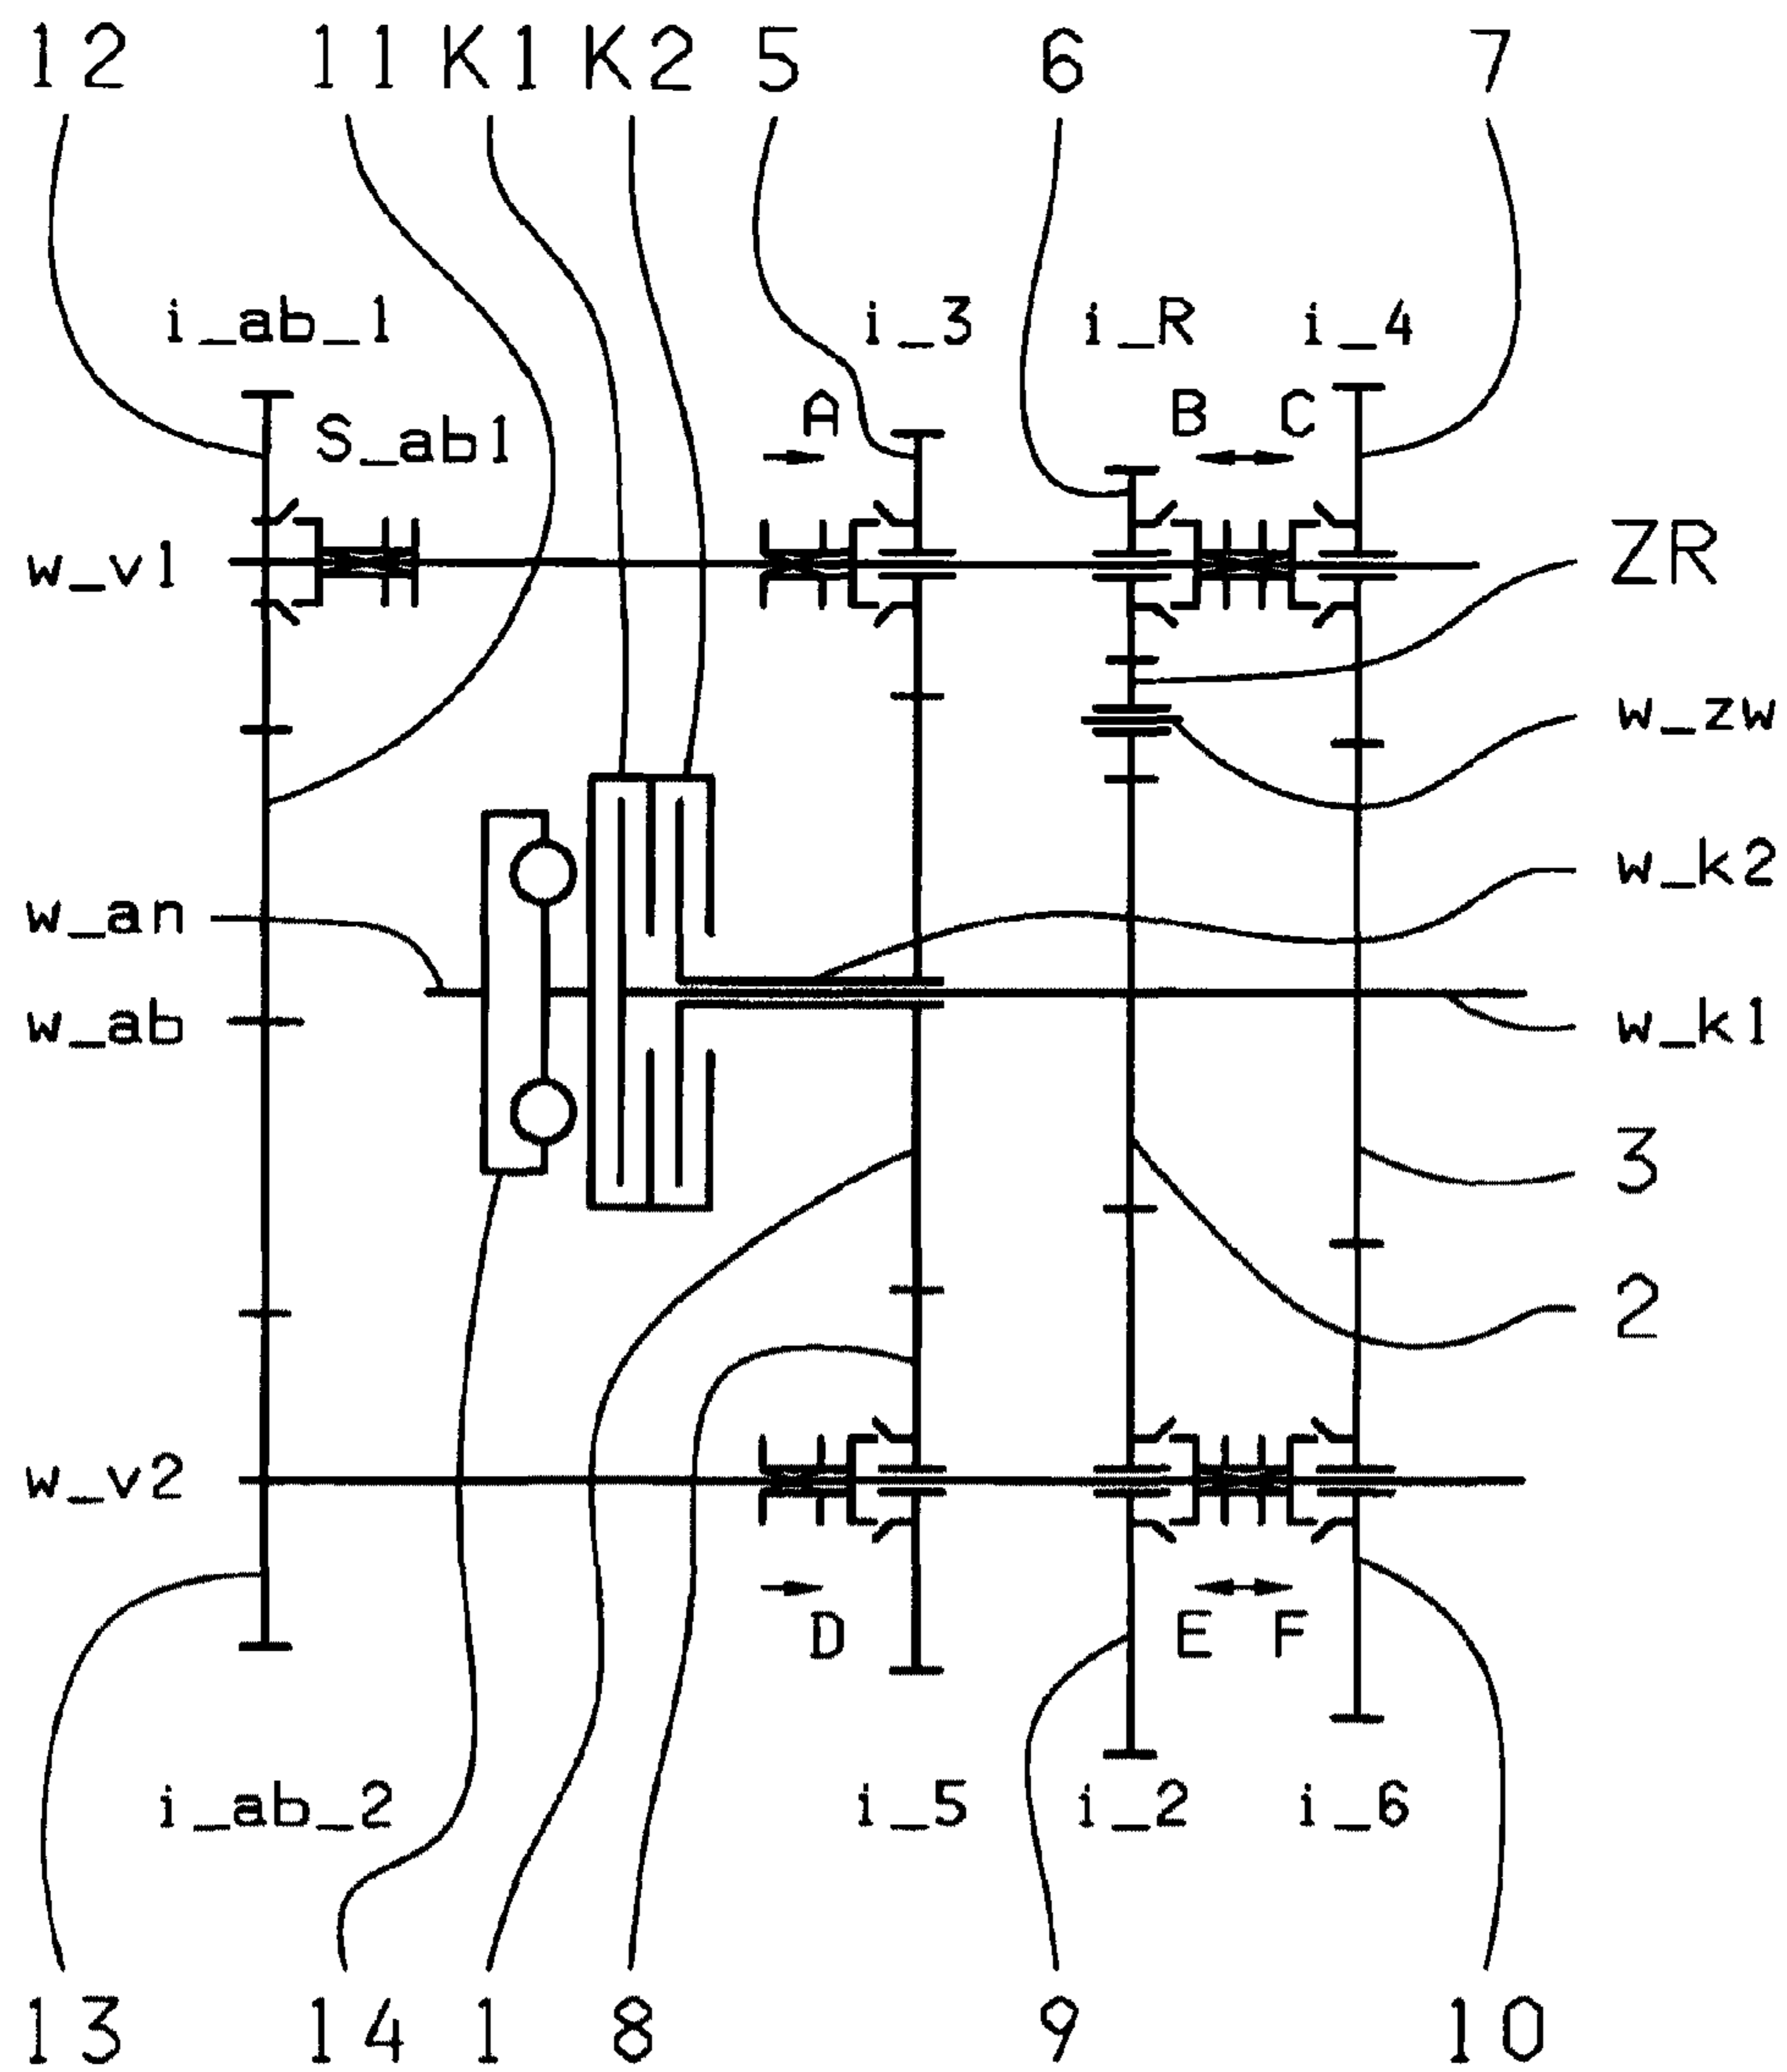 12 11 K1 K2 5 6 7
i_ab_1 i_3 i_R i_4
S_ab1 A B C
w_v1 ZR
w_zw
w_k2
w_an
w_ab w_k1
3
2
w_v2
D E F
i_ab_2 i_5 i_2 i_6
13 14 1 8 9 10